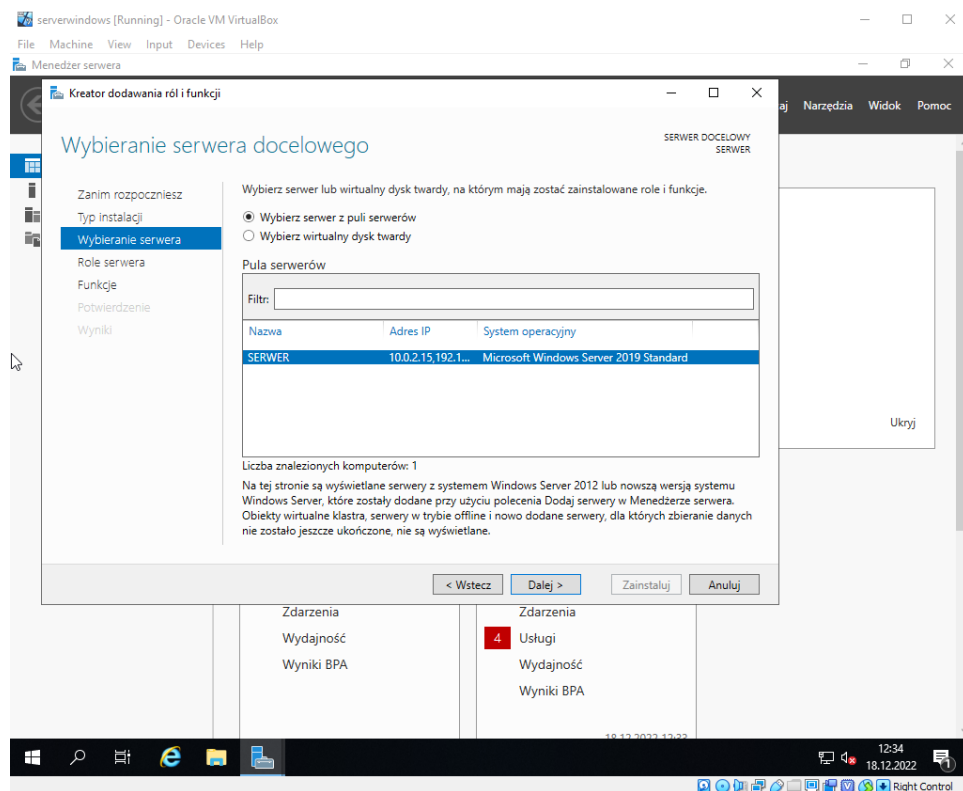 serverwindows [Running] - Oracle VM VirtualBox
File Machine View Input Devices Help
Menedżer serwera
Kreator dodawania ról i funkcji
aj Narzędzia Widok Pomoc
Wybieranie serwera docelowego
SERWER DOCELOWY
SERWER
Zanim rozpoczniesz
Typ instalacji
Wybieranie serwera
Role serwera
Funkcje
Potwierdzenie
Wyniki
Wybierz serwer lub wirtualny dysk twardy, na którym mają zostać zainstalowane role i funkcje.
Wybierz serwer z puli serwerów
Wybierz wirtualny dysk twardy
Pula serwerów
Filtr:
Nazwa Adres IP System operacyjny
SERWER 10.0.2.15,192.1... Microsoft Windows Server 2019 Standard
Liczba znalezionych komputerów: 1
Na tej stronie są wyświetlane serwery z systemem Windows Server 2012 lub nowszą wersją systemu
Windows Server, które zostały dodane przy użyciu polecenia Dodaj serwery w Menedżerze serwera.
Obiekty wirtualne klastra, serwery w trybie offline i nowo dodane serwery, dla których zbieranie danych
nie zostało jeszcze ukończone, nie są wyświetlane.
Ukryj
< Wstecz Dalej > Zainstaluj Anuluj
Zdarzenia Zdarzenia
Wydajność 4 Usługi
Wyniki BPA Wydajność
Wyniki BPA
18.12.2022 12:33
12:34
18.12.2022
1
Right Control